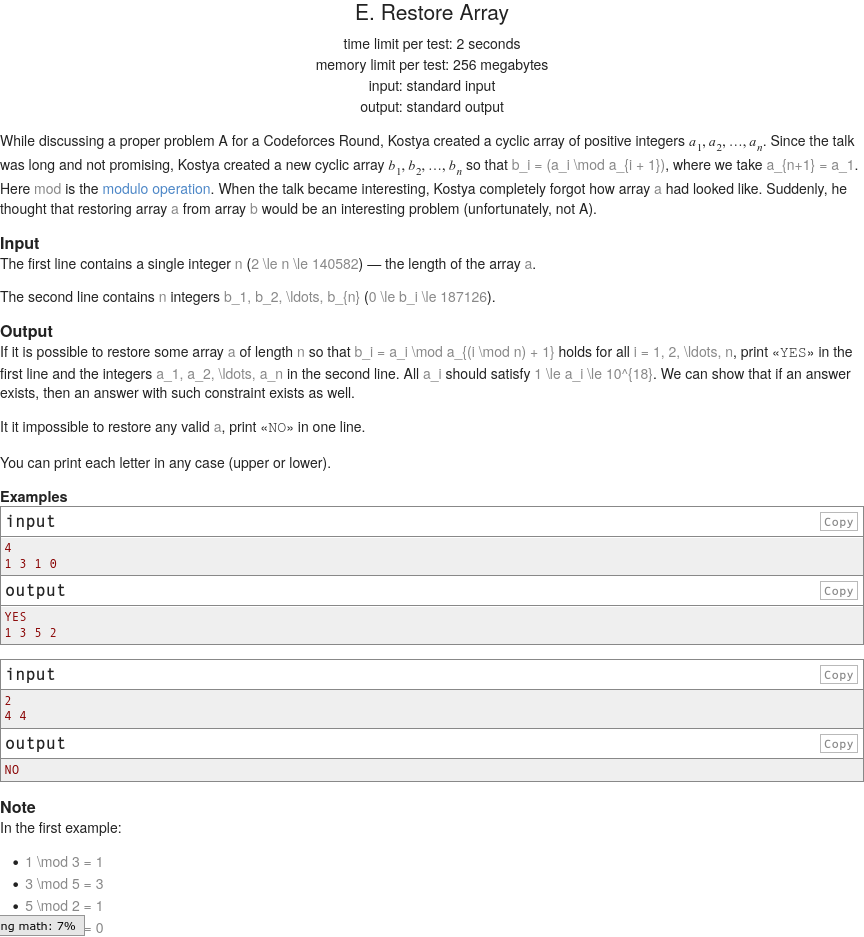 E. Restore Array
time limit per test: 2 seconds
memory limit per test: 256 megabytes
input: standard input
output: standard output
While discussing a proper problem A for a Codeforces Round, Kostya created a cyclic array of positive integers a1, a2, …, an. Since the talk
was long and not promising, Kostya created a new cyclic array b1, b2, …, bn so that b_i = (a_i \mod a_{i + 1}), where we take a_{n+1} = a_1.
Here mod is the modulo operation. When the talk became interesting, Kostya completely forgot how array a had looked like. Suddenly, he
thought that restoring array a from array b would be an interesting problem (unfortunately, not A).
Input
The first line contains a single integer n (2 \le n \le 140582) — the length of the array a.
The second line contains n integers b_1, b_2, \ldots, b_{n} (0 \le b_i \le 187126).
Output
If it is possible to restore some array a of length n so that b_i = a_i \mod a_{(i \mod n) + 1} holds for all i = 1, 2, \ldots, n, print «YES» in the
first line and the integers a_1, a_2, \ldots, a_n in the second line. All a_i should satisfy 1 \le a_i \le 10^{18}. We can show that if an answer
exists, then an answer with such constraint exists as well.
It it impossible to restore any valid a, print «NO» in one line.
You can print each letter in any case (upper or lower).
Examples
input Copy
4
1 3 1 0
output Copy
YES
1 3 5 2
input Copy
2
4 4
output Copy
NO
Note
In the first example:
• 1 \mod 3 = 1
• 3 \mod 5 = 3
• 5 \mod 2 = 1
ng math: 7% = 0